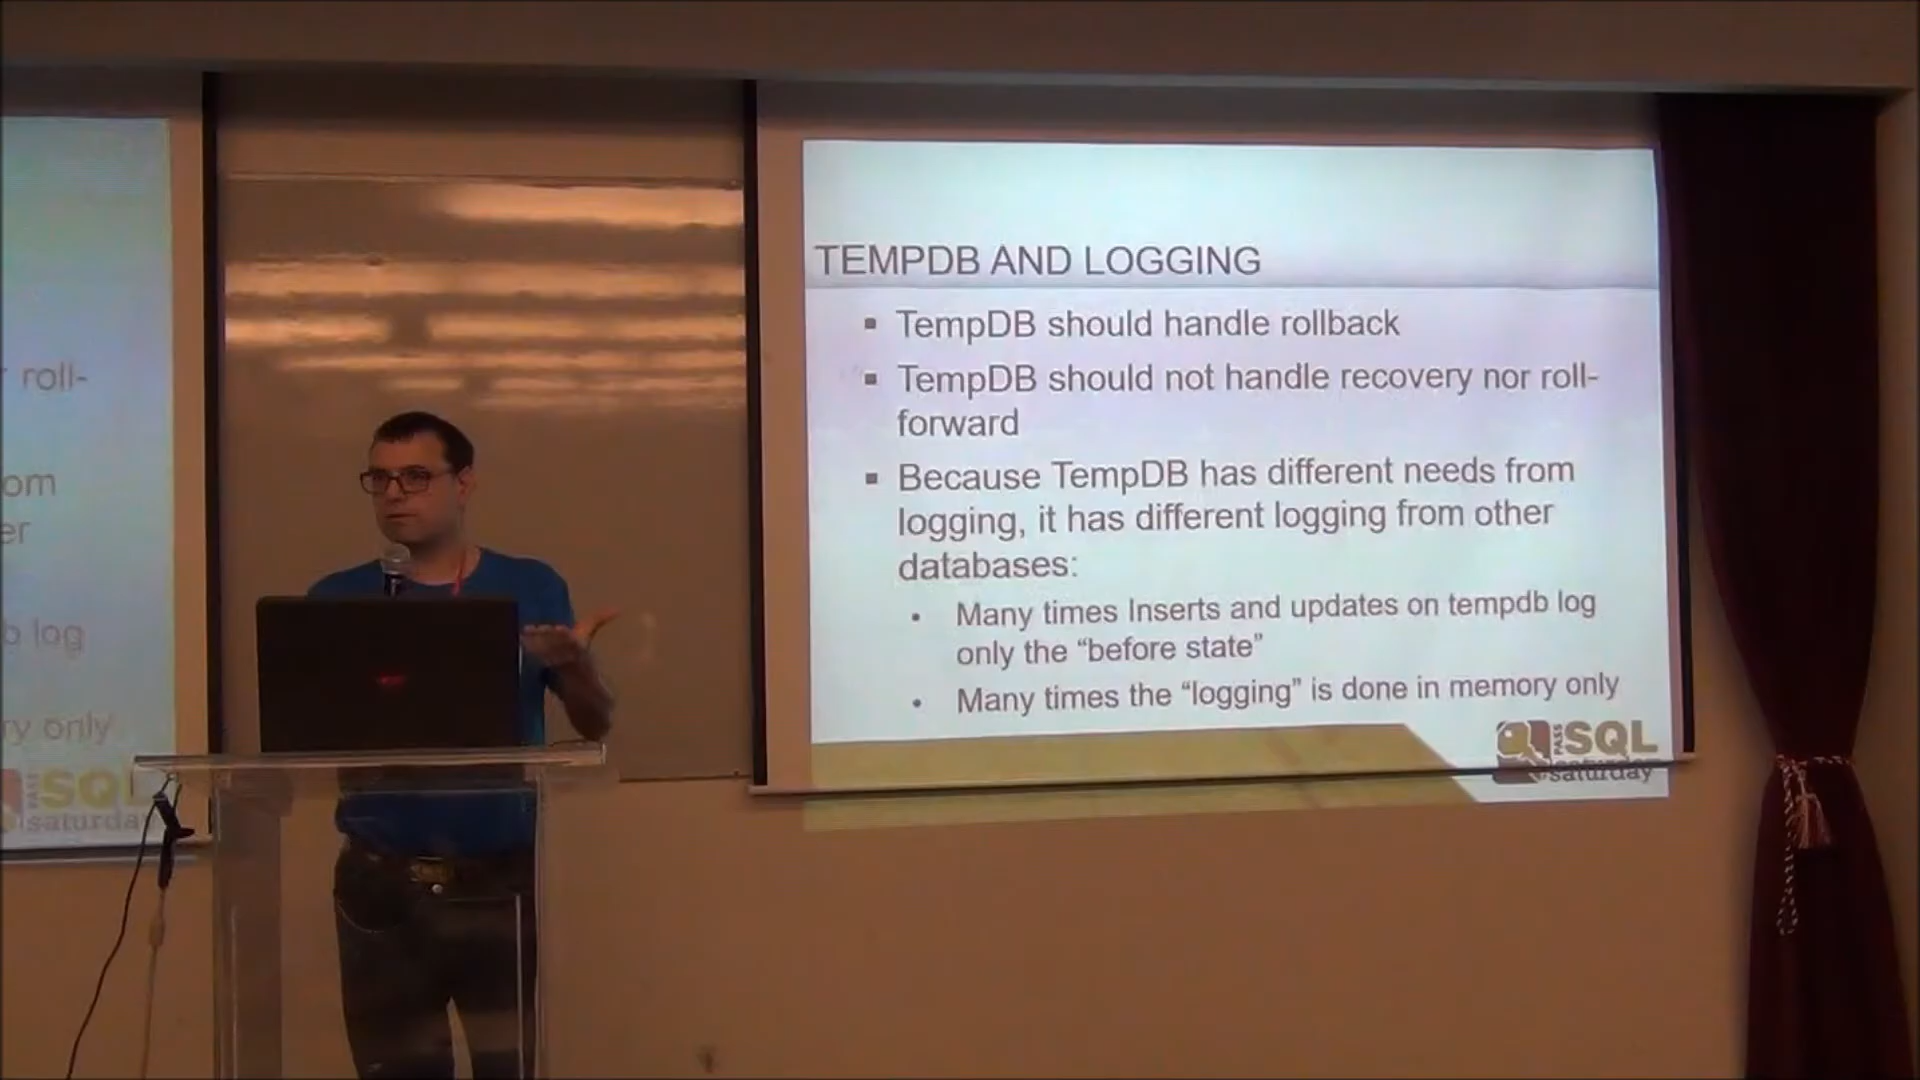 TEMPDB AND LOGGING
▪ TempDB should handle rollback
▪ TempDB should not handle recovery nor roll-
forward
▪ Because TempDB has different needs from
logging, it has different logging from other
databases:
• Many times Inserts and updates on tempdb log
only the “before state”
• Many times the “logging” is done in memory only
PASS SQL
saturday
roll-
om
er
log
ry only
SQL
saturday